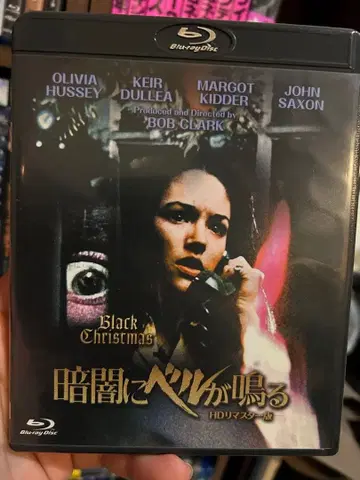 Blu-ray Disc
OLIVIA HUSSEY
KEIR DULLEA
MARGOT KIDDER
JOHN SAXON
Produced and Directed by
BOB CLARK
Black
Christmas
暗闇にベルが鳴る
HDリマスター版
Blu-ray Disc